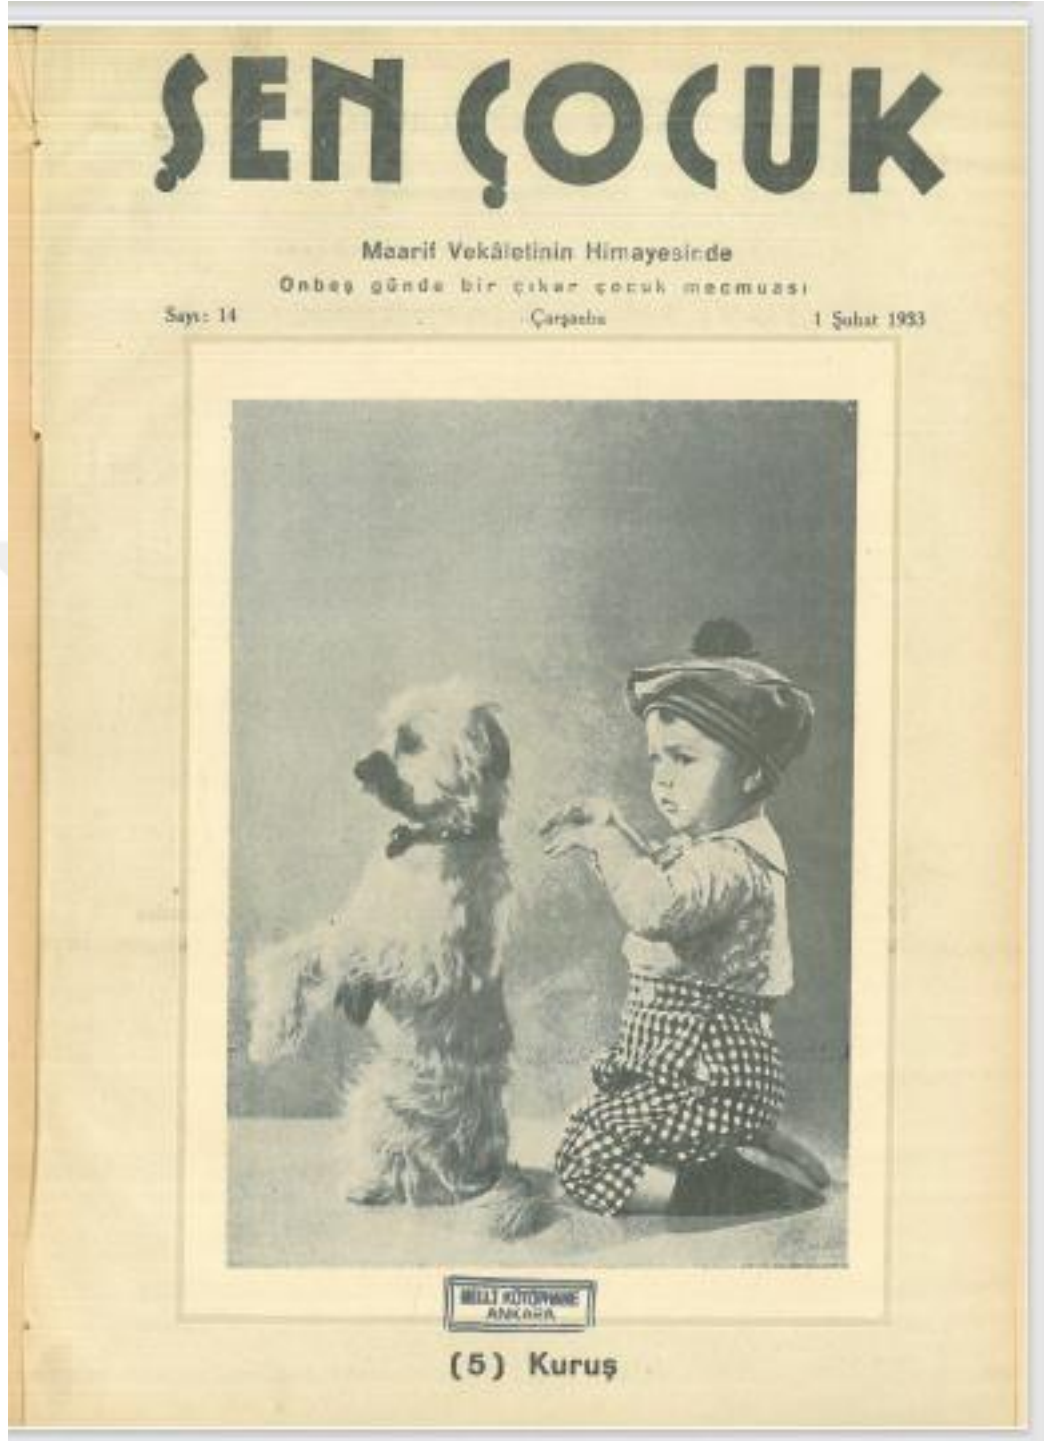 ŞEN ÇOCUK
Maarif Vekâletinin Himayesinde
Onbeş günde bir çıkar çocuk mecmuası
Sayı: 14 Çarşanba 1 Şubat 1933
MİLLİ KÜTÜPHANE
ANKARA
(5) Kuruş